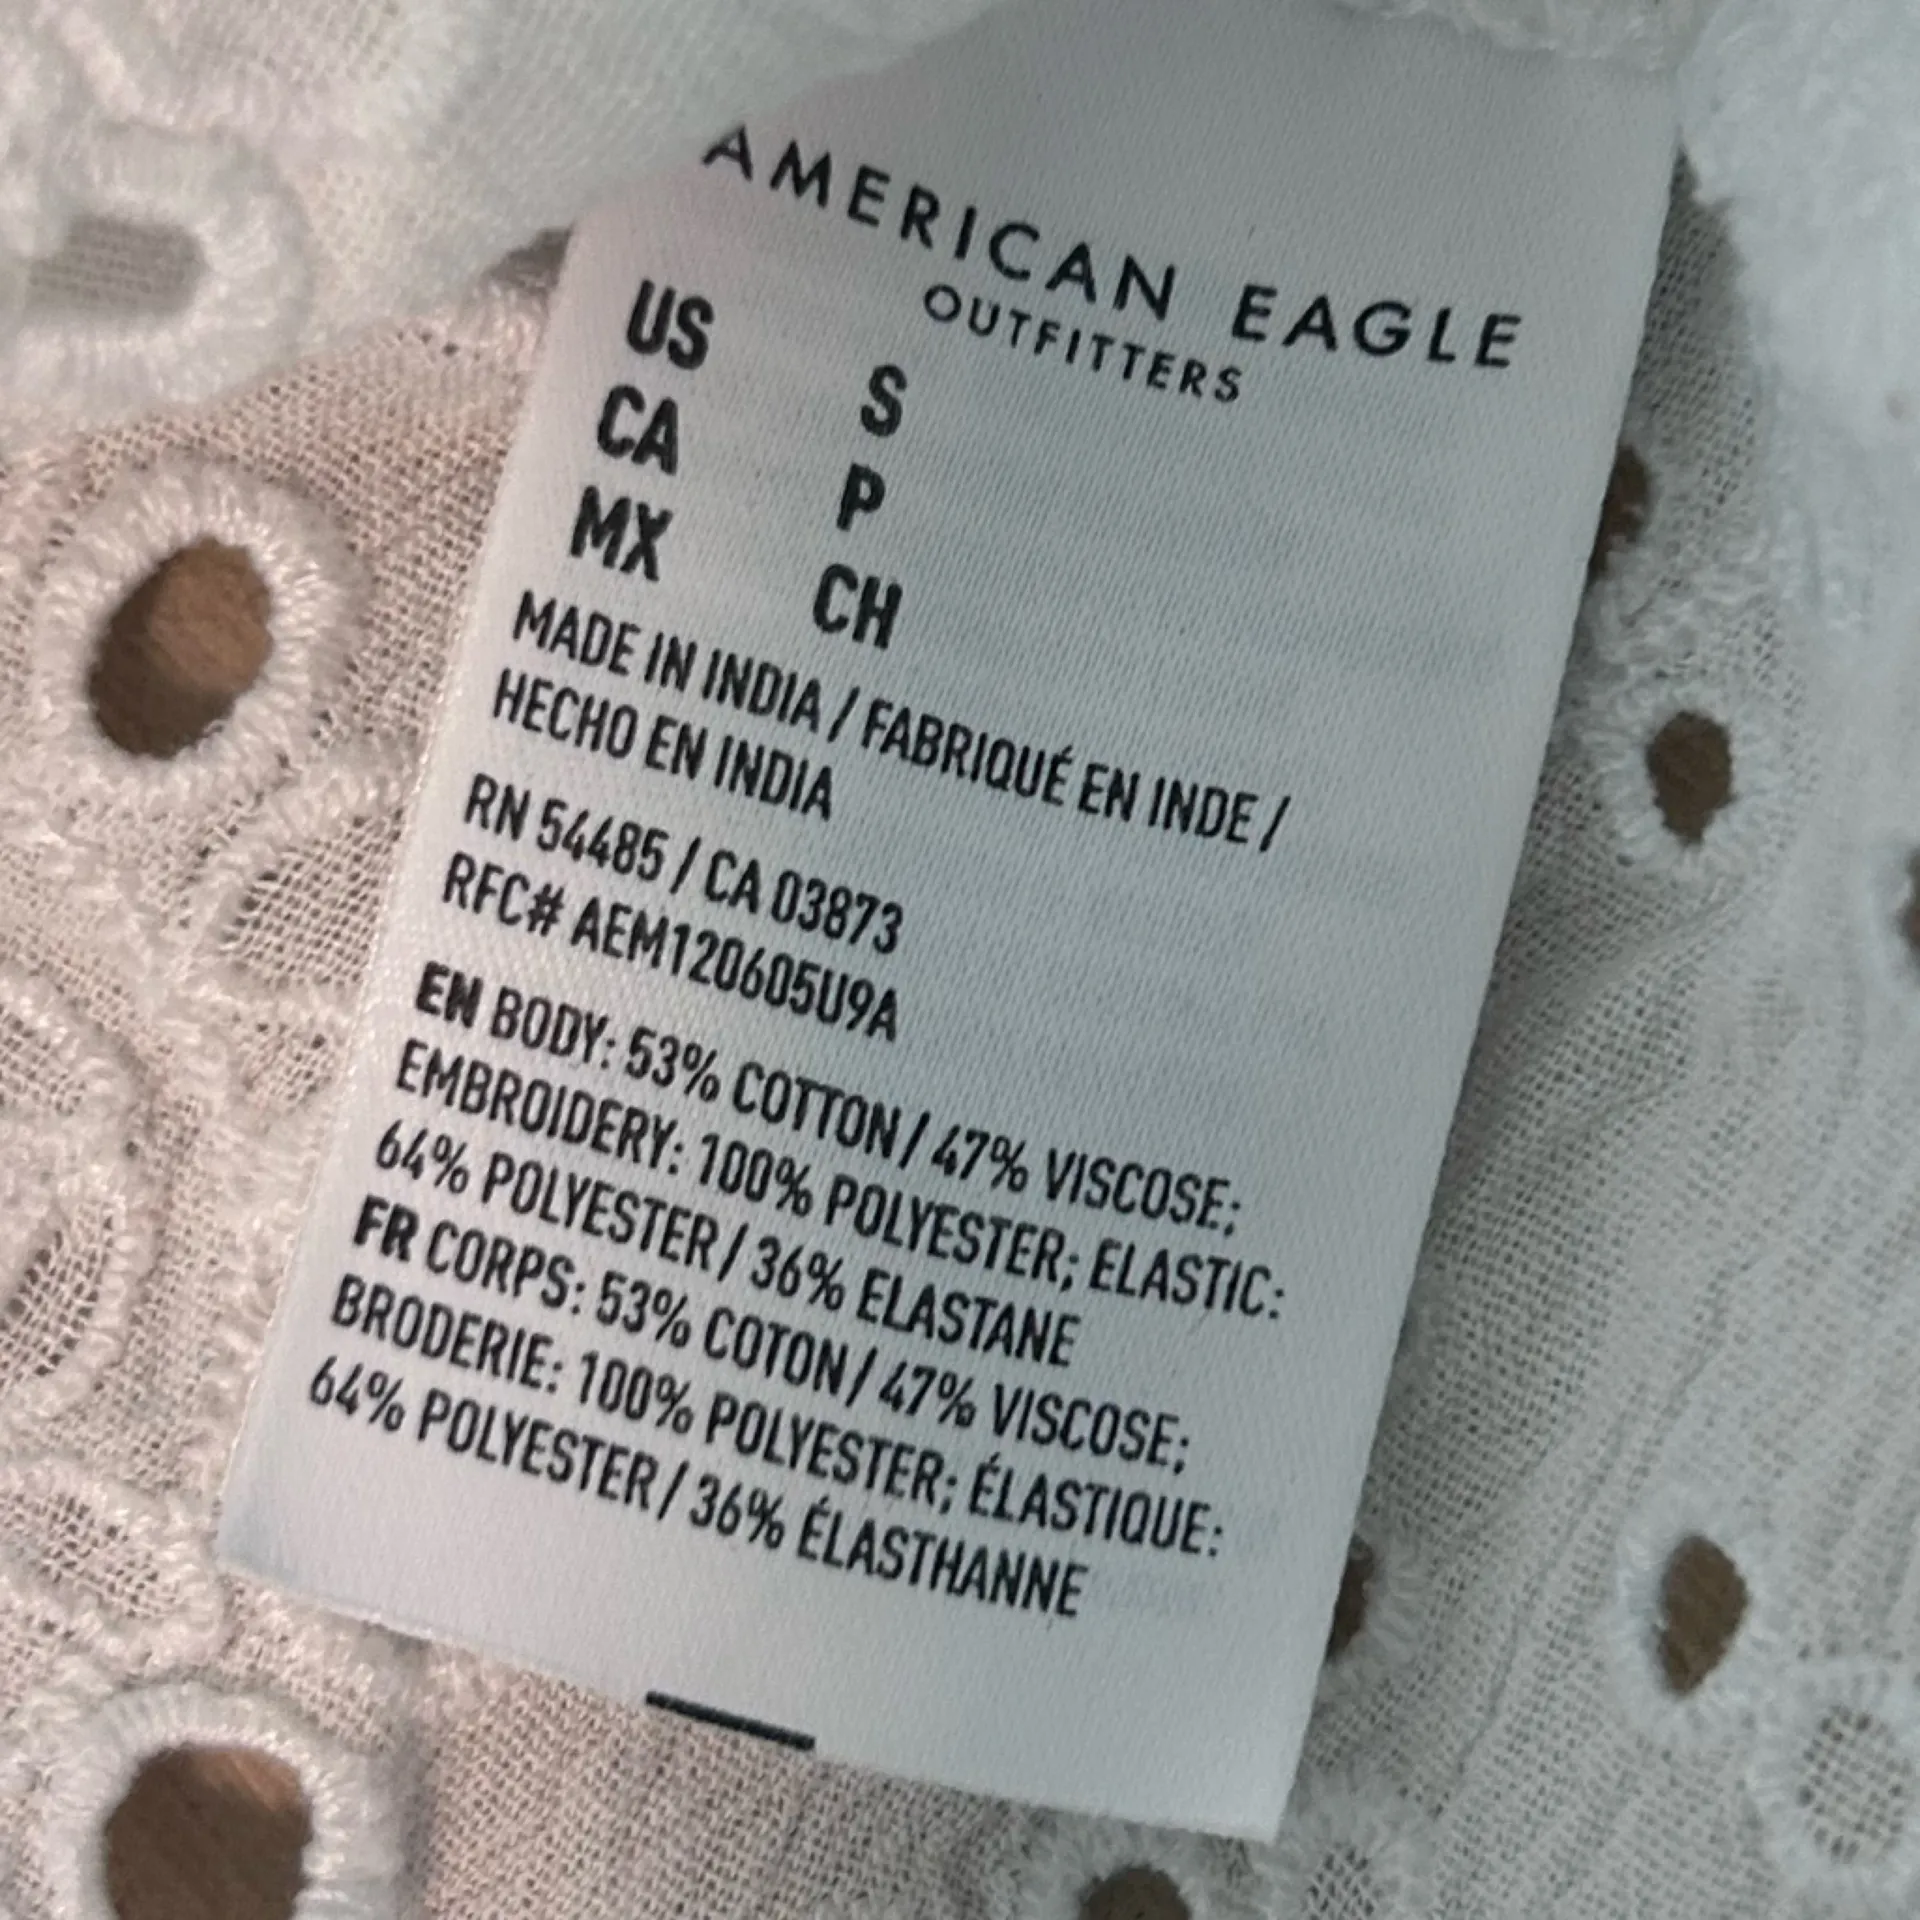 AMERICAN EAGLE
OUTFITTERS
US S
CA P
MX CH
MADE IN INDIA / FABRIQUÉ EN INDE /
HECHO EN INDIA
RN 54485 / CA 03873
RFC# AEM120605U9A
EN BODY: 53% COTTON / 47% VISCOSE;
EMBROIDERY: 100% POLYESTER; ELASTIC:
64% POLYESTER / 36% ELASTANE
FR CORPS: 53% COTON / 47% VISCOSE;
BRODERIE: 100% POLYESTER; ÉLASTIQUE:
64% POLYESTER / 36% ÉLASTHANNE